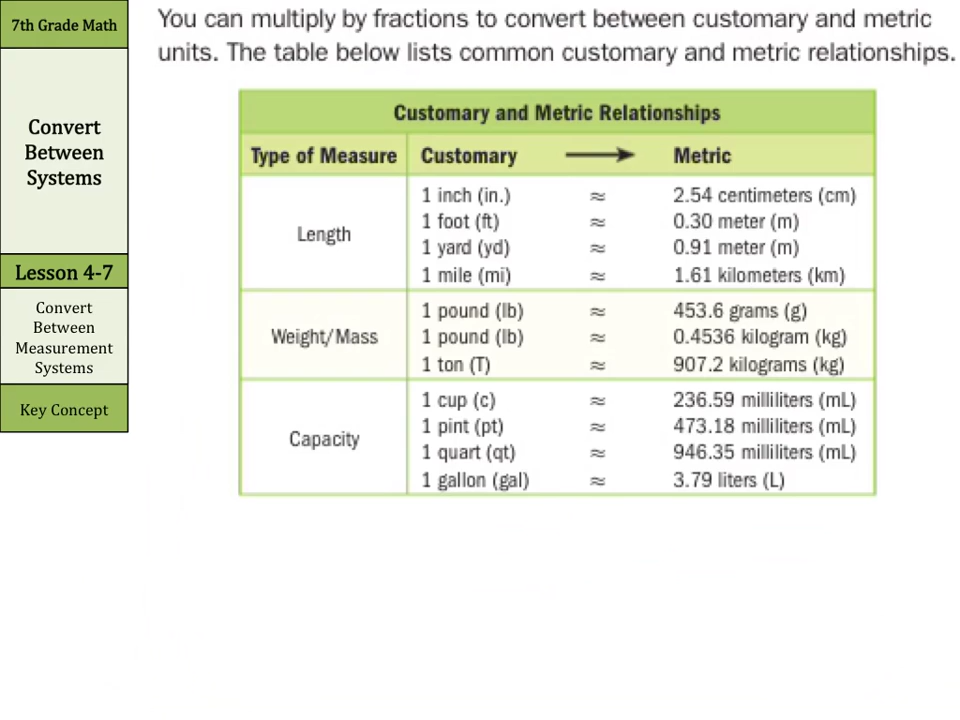 7th Grade Math
Convert
Between
Systems
Lesson 4-7
Convert
Between
Measurement
Systems
Key Concept
You can multiply by fractions to convert between customary and metric
units. The table below lists common customary and metric relationships.
Customary and Metric Relationships
Type of Measure Customary ⟶ Metric
Length
1 inch (in.) ≈ 2.54 centimeters (cm)
1 foot (ft) ≈ 0.30 meter (m)
1 yard (yd) ≈ 0.91 meter (m)
1 mile (mi) ≈ 1.61 kilometers (km)
Weight/Mass
1 pound (lb) ≈ 453.6 grams (g)
1 pound (lb) ≈ 0.4536 kilogram (kg)
1 ton (T) ≈ 907.2 kilograms (kg)
Capacity
1 cup (c) ≈ 236.59 milliliters (mL)
1 pint (pt) ≈ 473.18 milliliters (mL)
1 quart (qt) ≈ 946.35 milliliters (mL)
1 gallon (gal) ≈ 3.79 liters (L)